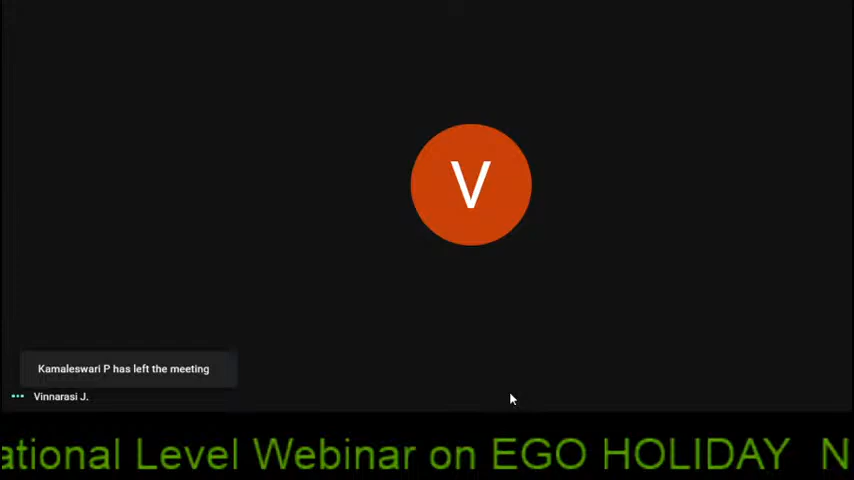 V
Kamaleswari P has left the meeting
Vinnarasi J.
ational Level Webinar on EGO HOLIDAY N